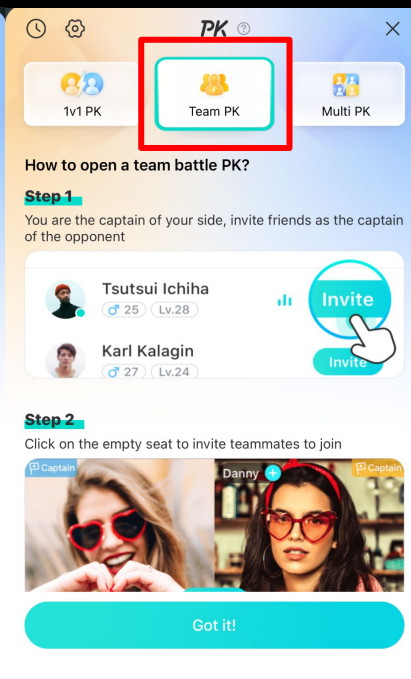 PK
1v1 PK
Team PK
Multi PK
How to open a team battle PK?
Step 1
You are the captain of your side, invite friends as the captain
of the opponent
Tsutsui Ichiha
♂ 25 Lv.28
Invite
Karl Kalagin
♂ 27 Lv.24
Invite
Step 2
Click on the empty seat to invite teammates to join
Captain
Danny
Captain
Got it!